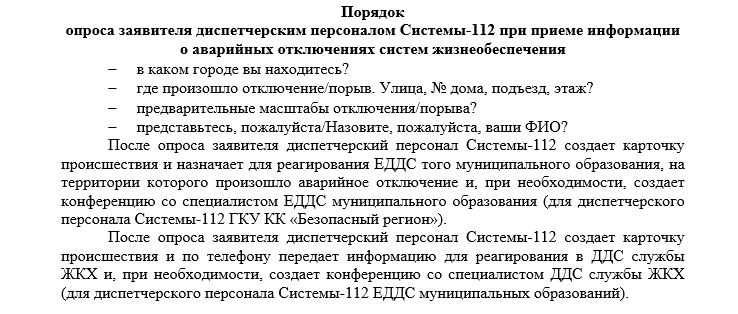 Порядок
опроса заявителя диспетчерским персоналом Системы-112 при приеме информации
о аварийных отключениях систем жизнеобеспечения
– в каком городе вы находитесь?
– где произошло отключение/порыв. Улица, № дома, подъезд, этаж?
– предварительные масштабы отключения/порыва?
– представьтесь, пожалуйста/Назовите, пожалуйста, ваши ФИО?
После опроса заявителя диспетчерский персонал Системы-112 создает карточку
происшествия и назначает для реагирования ЕДДС того муниципального образования, на
территории которого произошло аварийное отключение и, при необходимости, создает
конференцию со специалистом ЕДДС муниципального образования (для диспетчерского
персонала Системы-112 ГКУ КК «Безопасный регион»).
После опроса заявителя диспетчерский персонал Системы-112 создает карточку
происшествия и по телефону передает информацию для реагирования в ДДС службы
ЖКХ и, при необходимости, создает конференцию со специалистом ДДС службы ЖКХ
(для диспетчерского персонала Системы-112 ЕДДС муниципальных образований).